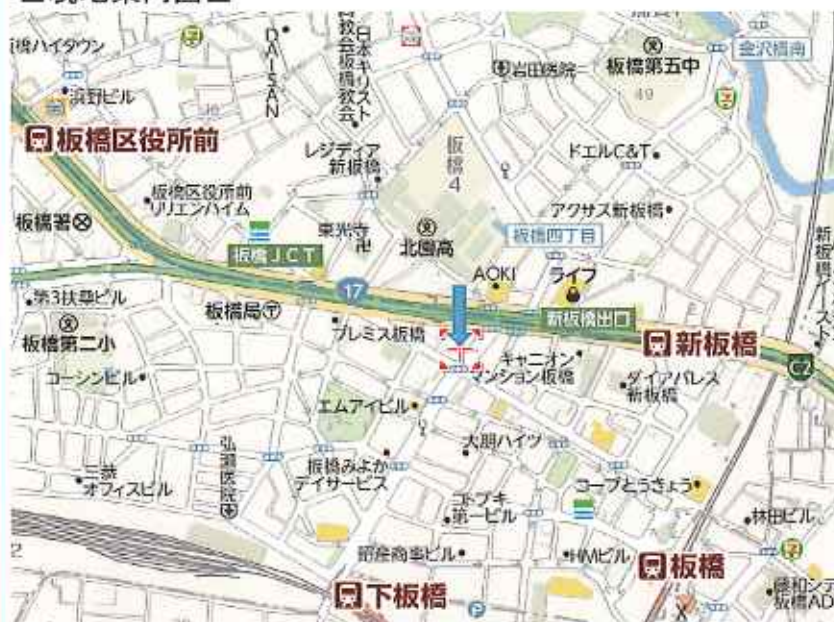 板橋ハイタウン
DAISAN
日本キリスト
教会板橋教会
岩田医院
板橋第五中
49
金沢橋南
浜野ビル
板橋区役所前
レジディア
新板橋
板橋
4
ドエルC&T
板橋区役所前
リリエンハイム
アクサス新板橋
板橋署
東光寺
北園高
板橋四丁目
板橋JCT
17
AOKI
ライフ
第3扶桑ビル
板橋局
新板橋出口
板橋第二小
プレミス板橋
新板橋
キャニオン
マンション板橋
C2
コーシンビル
ダイアパレス
新板橋
エムアイビル
弘瀬医院
大朋ハイツ
三恭
オフィスビル
板橋みよか
デイサービス
コープとうきょう
コトブキ
第一ビル
林田ビル
昭産商事ビル
HMビル
板橋
下板橋
P